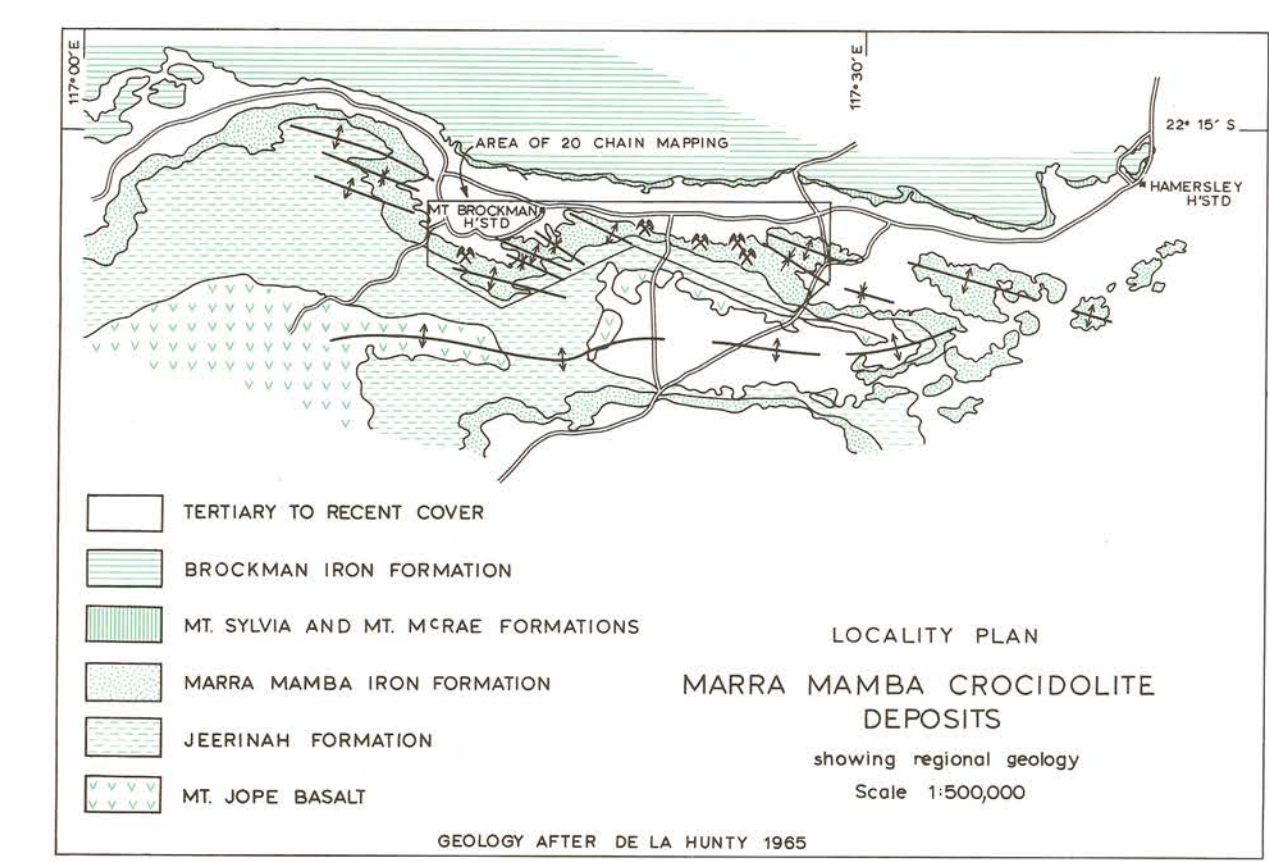 117° 00' E
117° 30' E
22° 15' S
AREA OF 20 CHAIN MAPPING
HAMERSLEY
H'STD
MT BROCKMAN
H'STD
TERTIARY TO RECENT COVER
BROCKMAN IRON FORMATION
MT. SYLVIA AND MT. McRAE FORMATIONS
MARRA MAMBA IRON FORMATION
JEERINAH FORMATION
MT. JOPE BASALT
LOCALITY PLAN
MARRA MAMBA CROCIDOLITE
DEPOSITS
showing regional geology
Scale 1:500,000
GEOLOGY AFTER DE LA HUNTY 1965